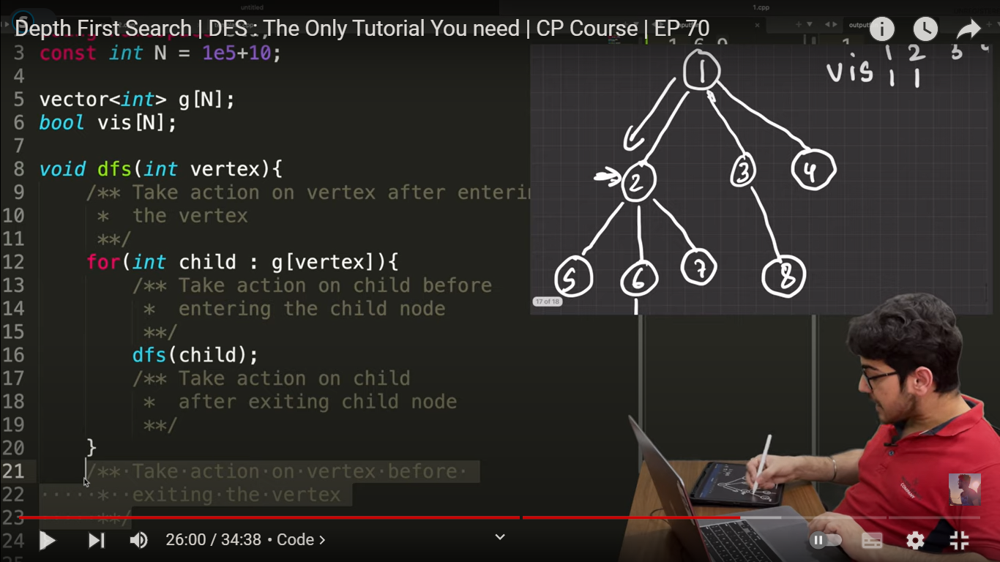 untitled
1.cpp
Depth First Search | DFS : The Only Tutorial You need | CP Course | EP 70
3 const int N = 1e5+10;
4
5 vector<int> g[N];
6 bool vis[N];
7
8 void dfs(int vertex){
9 /** Take action on vertex after enterin
10 * the vertex
11 **/
12 for(int child : g[vertex]){
13 /** Take action on child before
14 * entering the child node
15 **/
16 dfs(child);
17 /** Take action on child
18 * after exiting child node
19 **/
20 }
21 /** Take action on vertex before
22 * exiting the vertex
23 **/
24
1 2 3
vis 1 1
1
2 3 4
5 6 7 8
17 of 18
COMPANY
26:00 / 34:38 • Code >